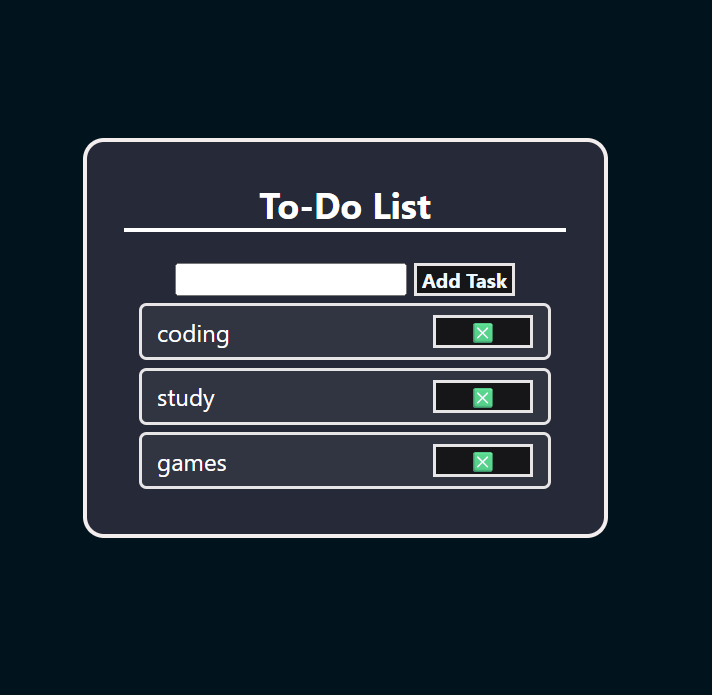 To-Do List
Add Task
coding ❎
study ❎
games ❎